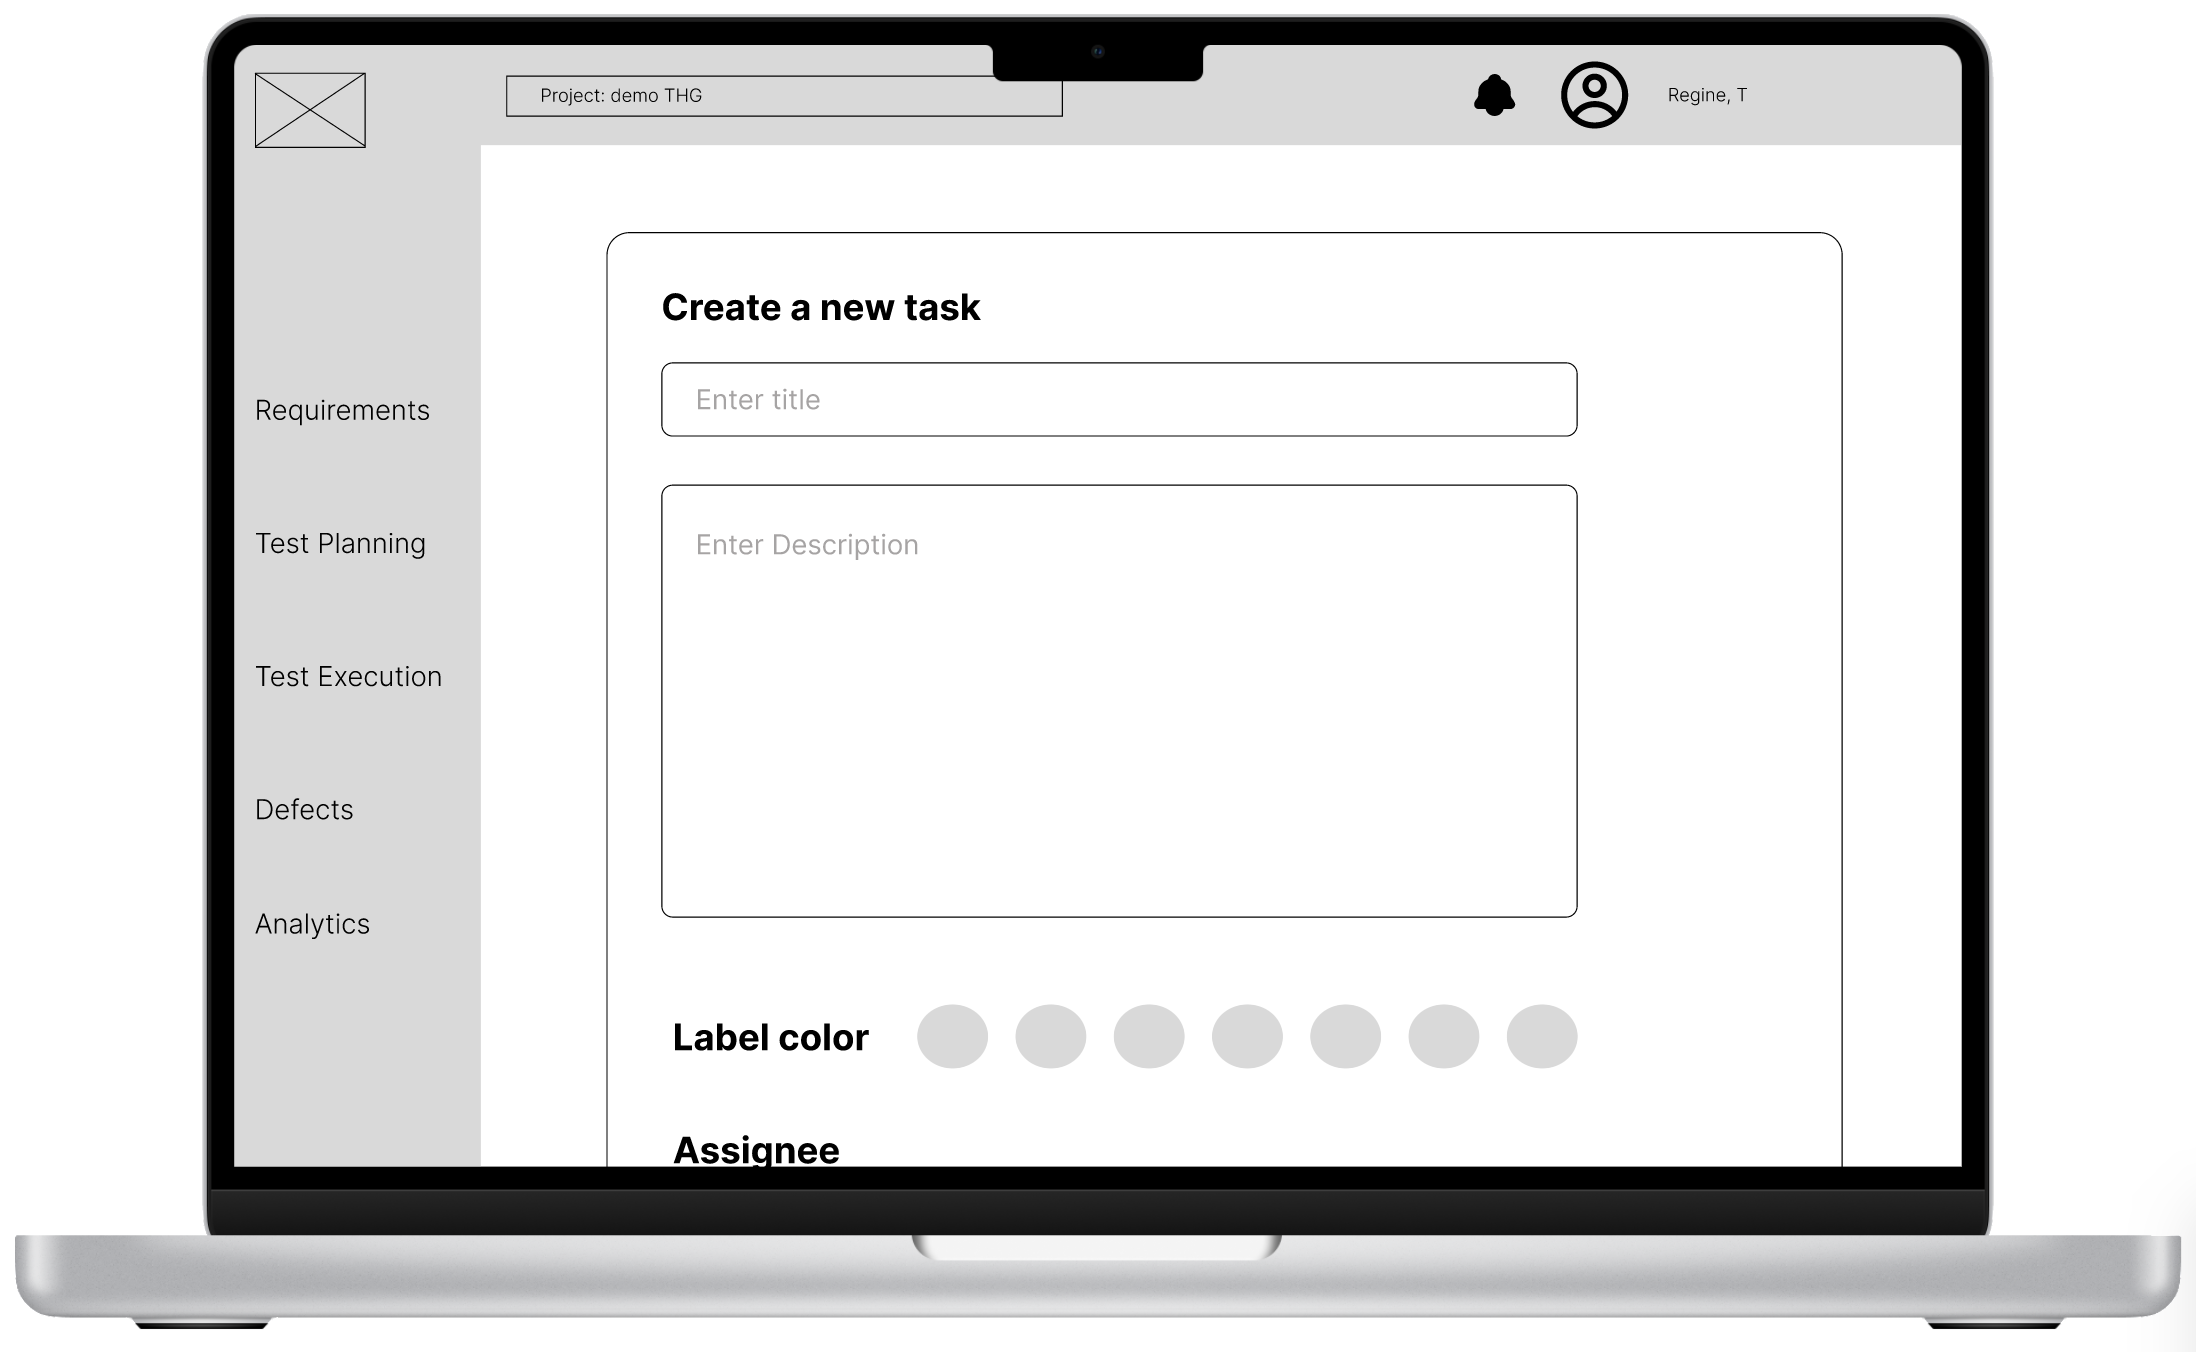 Project: demo THG
Regine, T
Requirements
Test Planning
Test Execution
Defects
Analytics
Create a new task
Enter title
Enter Description
Label color
Assignee